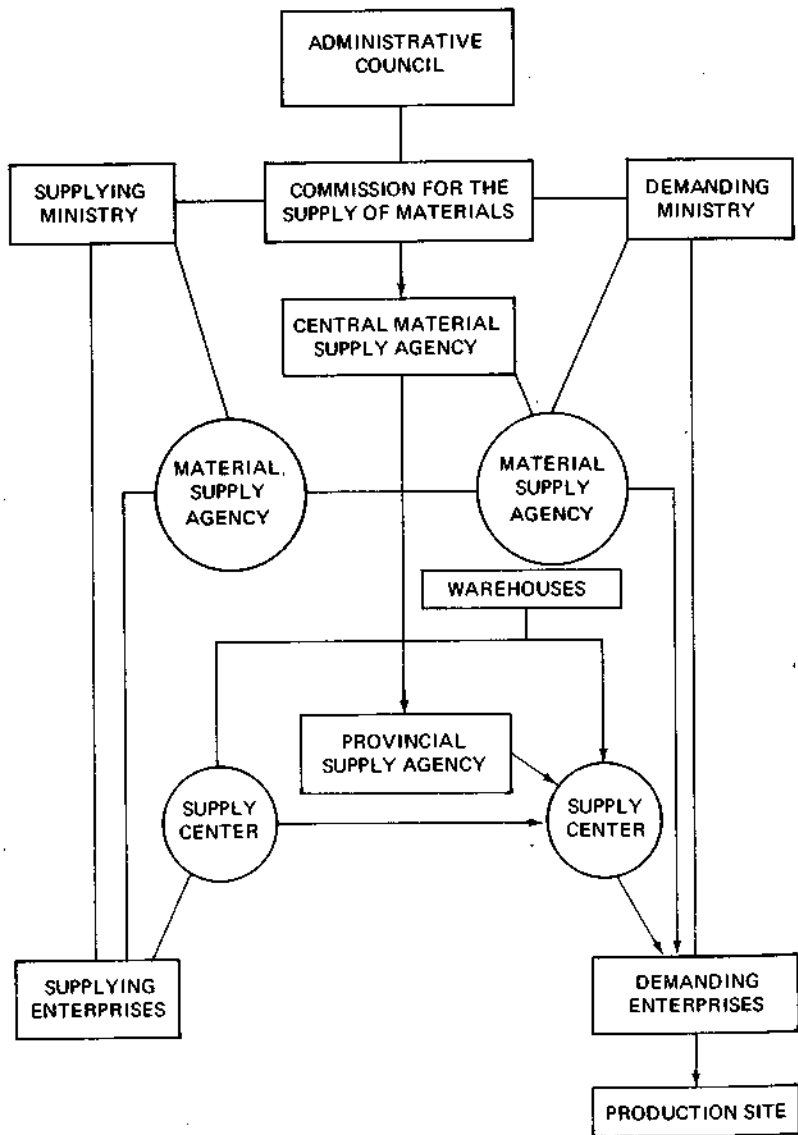 ADMINISTRATIVE
COUNCIL
SUPPLYING
MINISTRY
COMMISSION FOR THE
SUPPLY OF MATERIALS
DEMANDING
MINISTRY
CENTRAL MATERIAL
SUPPLY AGENCY
MATERIAL
SUPPLY
AGENCY
MATERIAL
SUPPLY
AGENCY
WAREHOUSES
PROVINCIAL
SUPPLY AGENCY
SUPPLY
CENTER
SUPPLY
CENTER
SUPPLYING
ENTERPRISES
DEMANDING
ENTERPRISES
PRODUCTION SITE